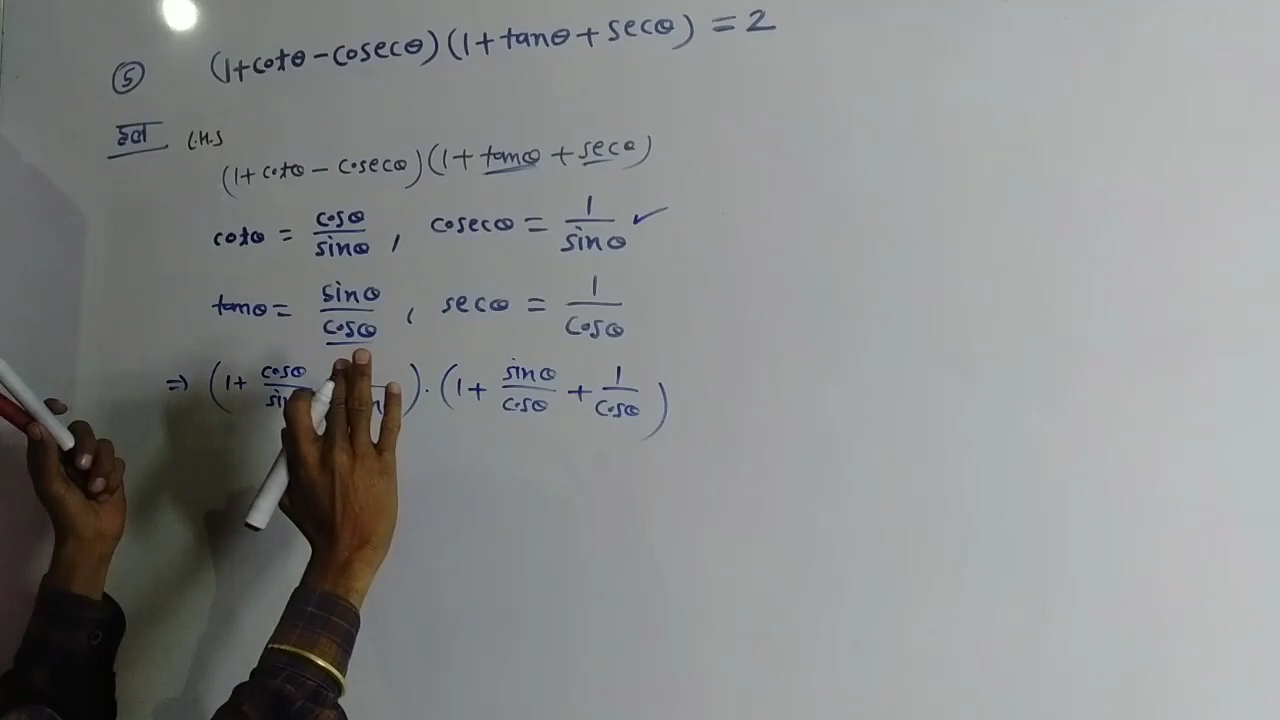 ⑤ (1+cotθ-cosecθ)(1+tanθ+secθ) = 2
हल L.H.S
(1+cotθ-cosecθ)(1+tanθ+secθ)
cotθ = cosθ/sinθ , cosecθ = 1/sinθ ✓
tanθ = sinθ/cosθ , secθ = 1/cosθ
⇒ (1+ cosθ/ ).(1+ sinθ/cosθ + 1/cosθ)